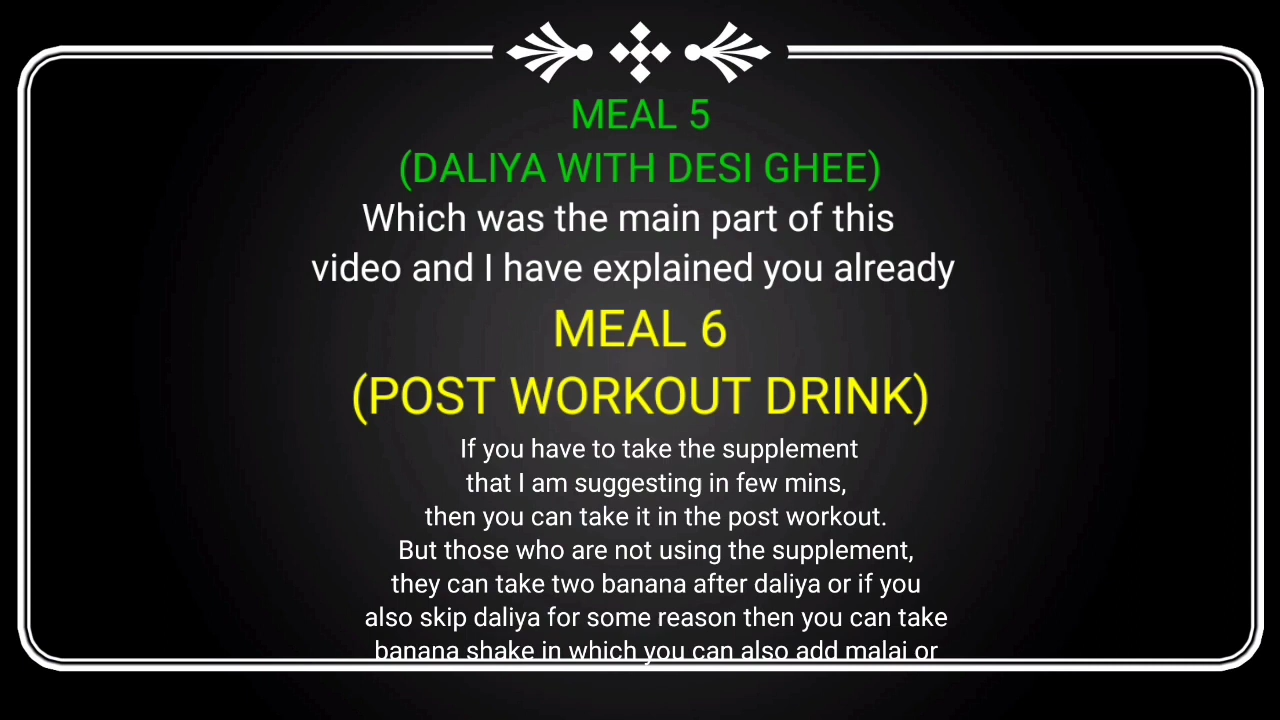 MEAL 5
(DALIYA WITH DESI GHEE)
Which was the main part of this
video and I have explained you already
MEAL 6
(POST WORKOUT DRINK)
If you have to take the supplement
that I am suggesting in few mins,
then you can take it in the post workout.
But those who are not using the supplement,
they can take two banana after daliya or if you
also skip daliya for some reason then you can take
banana shake in which you can also add malai or